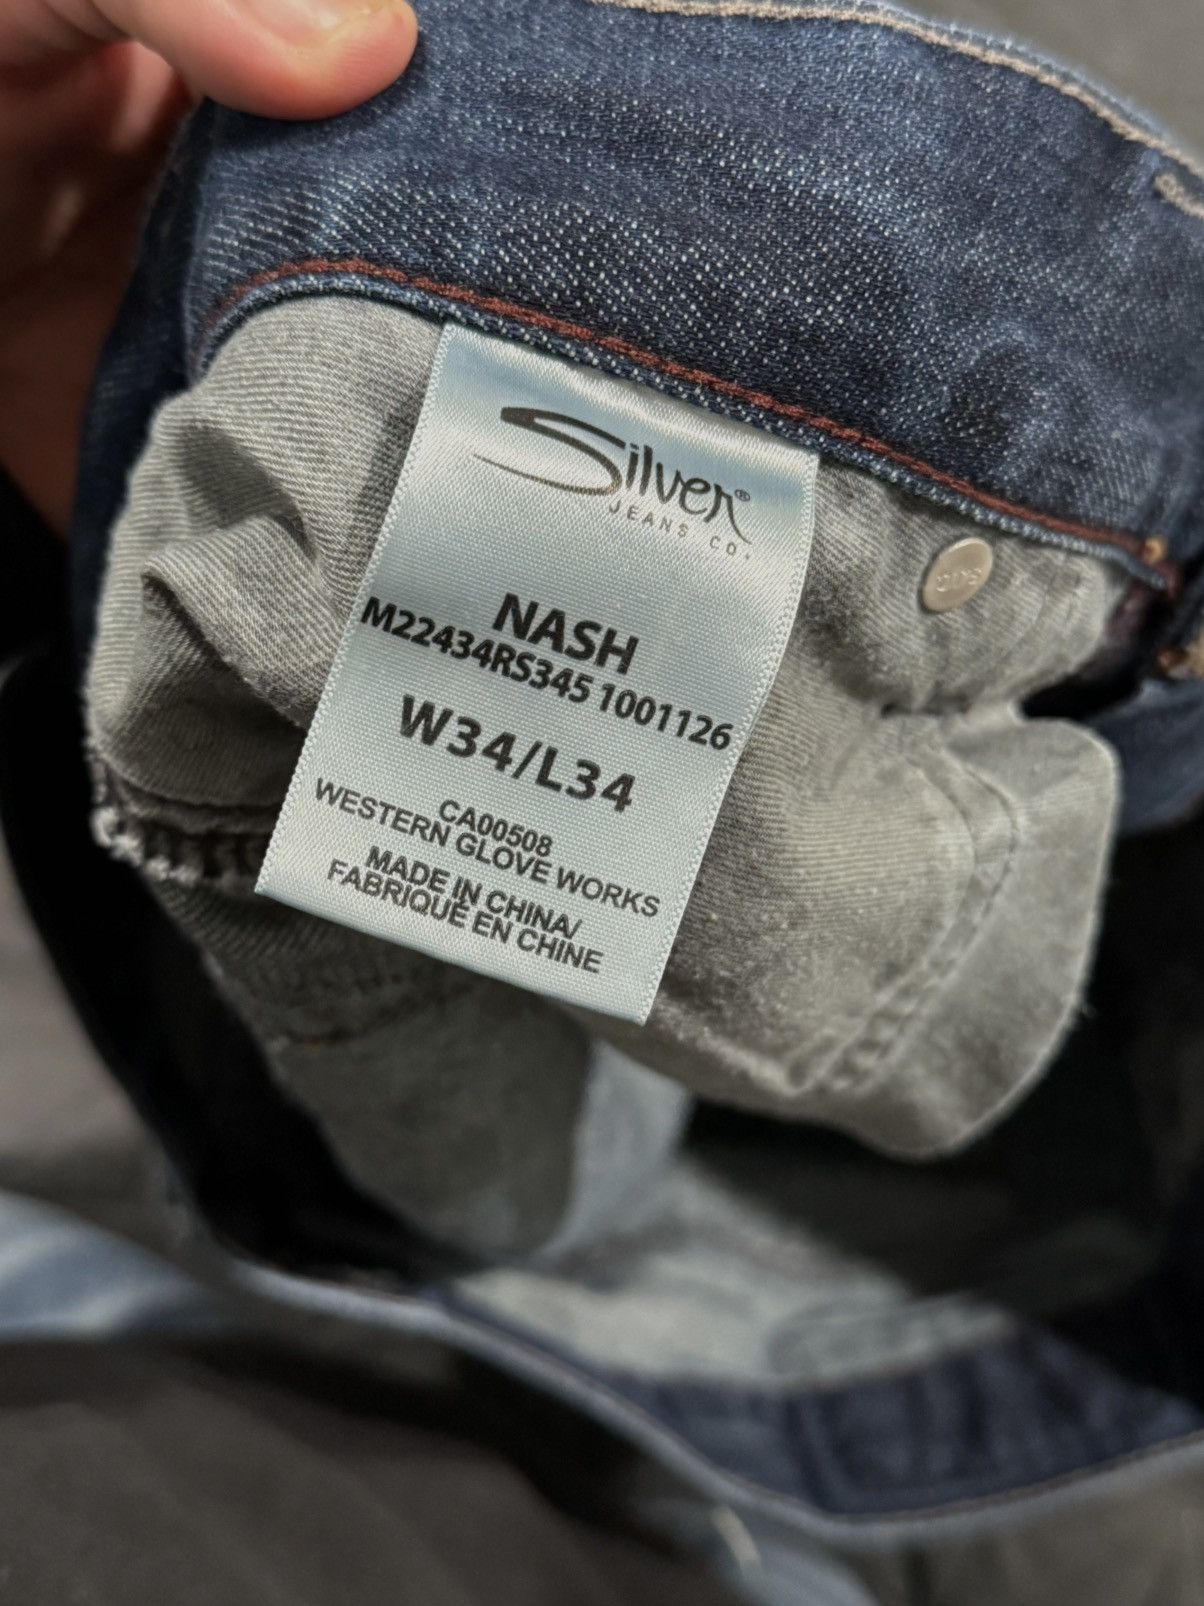 Silver®
JEANS CO.
NASH
M22434RS345 1001126
W34/L34
CA00508
WESTERN GLOVE WORKS
MADE IN CHINA/
FABRIQUÉ EN CHINE